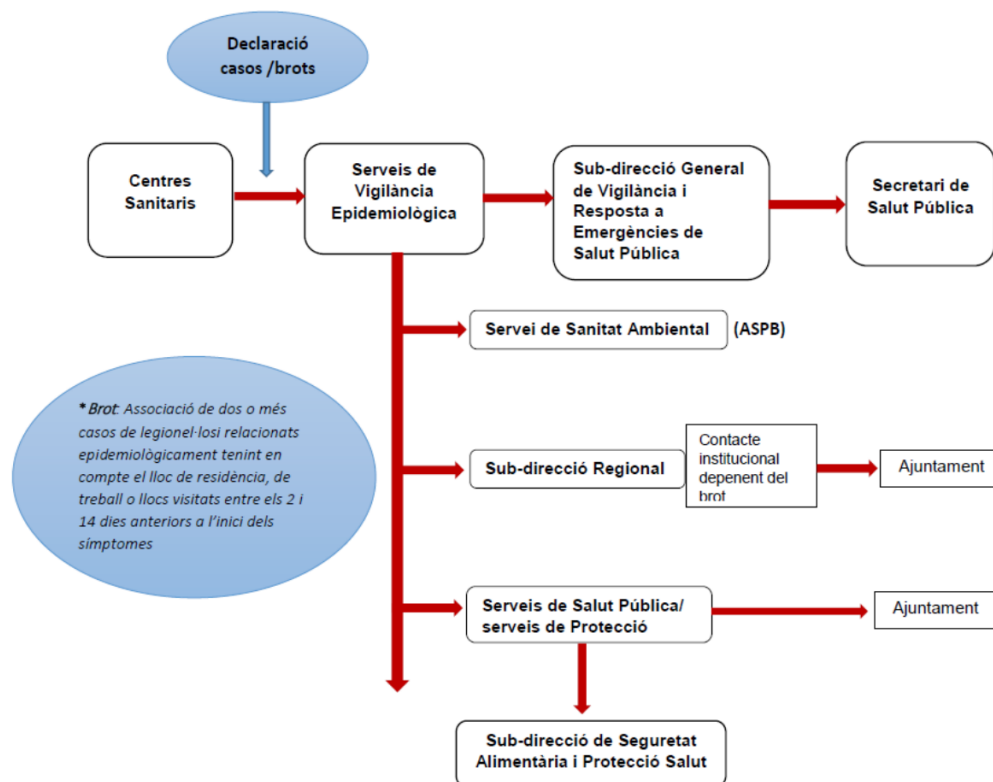 Declaració
casos /brots
Centres
Sanitaris
Serveis de
Vigilància
Epidemiològica
Sub-direcció General
de Vigilància i
Resposta a
Emergències de
Salut Pública
Secretari de
Salut Pública
Servei de Sanitat Ambiental (ASPB)
* Brot: Associació de dos o més
casos de legionel·losi relacionats
epidemiològicament tenint en
compte el lloc de residència, de
treball o llocs visitats entre els 2 i
14 dies anteriors a l'inici dels
símptomes
Sub-direcció Regional
Contacte
institucional
depenent del
brot
Ajuntament
Serveis de Salut Pública/
serveis de Protecció
Ajuntament
Sub-direcció de Seguretat
Alimentària i Protecció Salut